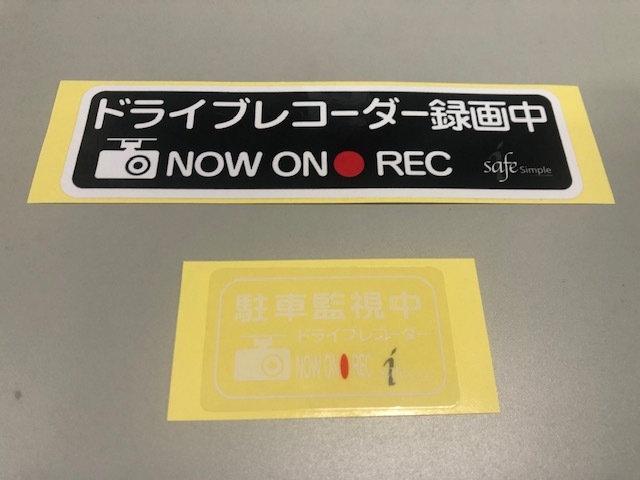 ドライブレコーダー録画中
NOW ON REC
i safe Simple
駐車監視中
ドライブレコーダー
NOW ON REC
i